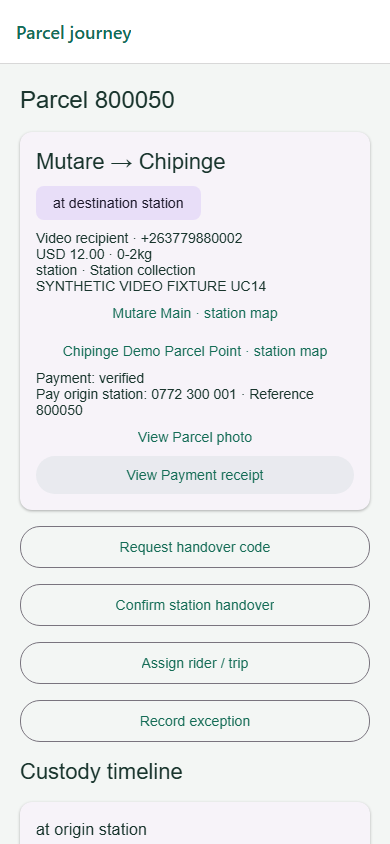 Parcel journey
Parcel 800050
Mutare → Chipinge
at destination station
Video recipient · +263779880002
USD 12.00 · 0-2kg
station · Station collection
SYNTHETIC VIDEO FIXTURE UC14
Mutare Main · station map
Chipinge Demo Parcel Point · station map
Payment: verified
Pay origin station: 0772 300 001 · Reference
800050
View Parcel photo
View Payment receipt
Request handover code
Confirm station handover
Assign rider / trip
Record exception
Custody timeline
at origin station